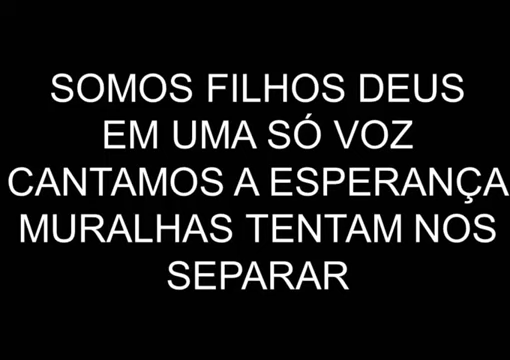 SOMOS FILHOS DEUS
EM UMA SÓ VOZ
CANTAMOS A ESPERANÇA
MURALHAS TENTAM NOS
SEPARAR